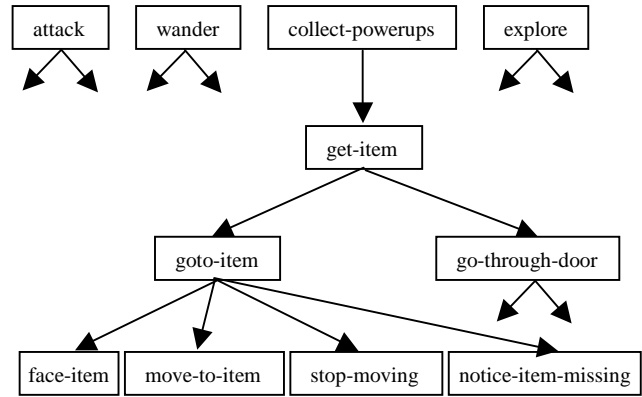 attack wander collect-powerups explore
get-item
goto-item go-through-door
face-item move-to-item stop-moving notice-item-missing